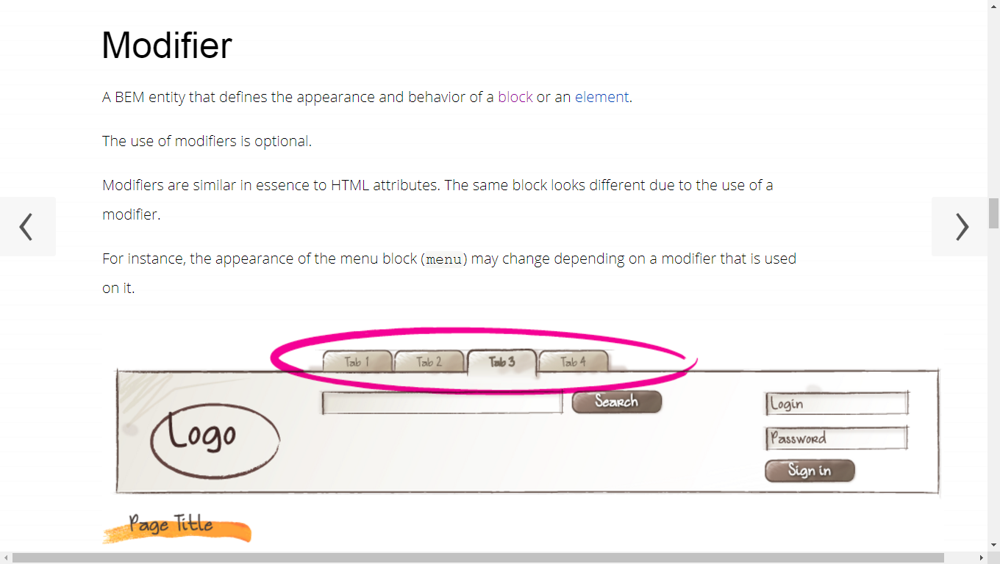 Modifier
A BEM entity that defines the appearance and behavior of a block or an element.
The use of modifiers is optional.
Modifiers are similar in essence to HTML attributes. The same block looks different due to the use of a
modifier.
For instance, the appearance of the menu block (menu) may change depending on a modifier that is used
on it.
Tab 1 Tab 2 Tab 3 Tab 4
Search
Login
Logo
Password
Sign in
Page Title